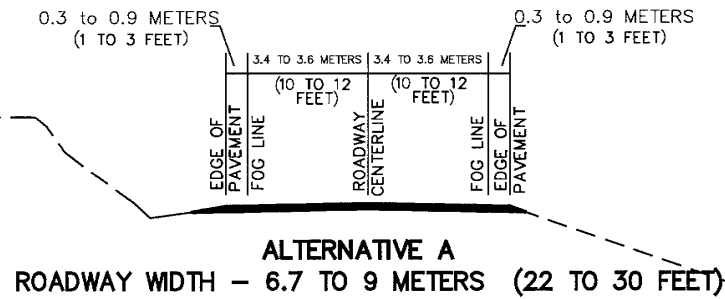 0.3 to 0.9 METERS
(1 TO 3 FEET)
0.3 to 0.9 METERS
(1 TO 3 FEET)
3.4 TO 3.6 METERS
3.4 TO 3.6 METERS
(10 TO 12
FEET)
(10 TO 12
FEET)
EDGE OF
PAVEMENT
FOG LINE
ROADWAY
CENTERLINE
FOG LINE
EDGE OF
PAVEMENT
ALTERNATIVE A
ROADWAY WIDTH – 6.7 TO 9 METERS (22 TO 30 FEET)